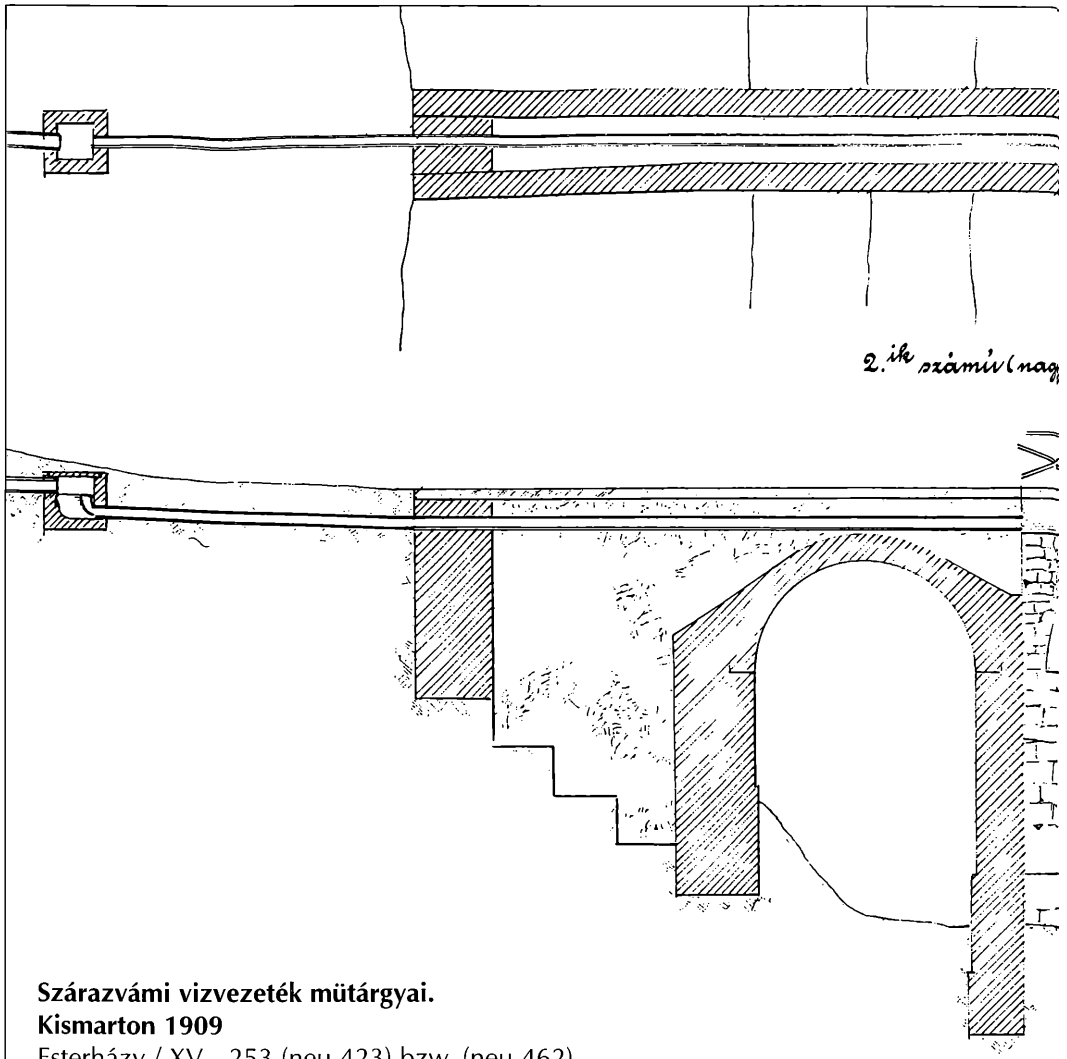 2.ik számú (nag
Szárazvámi vizvezeték mütárgyai.
Kismarton 1909
Esterházy / XV - 253 (neu 423) bzw. (neu 462)